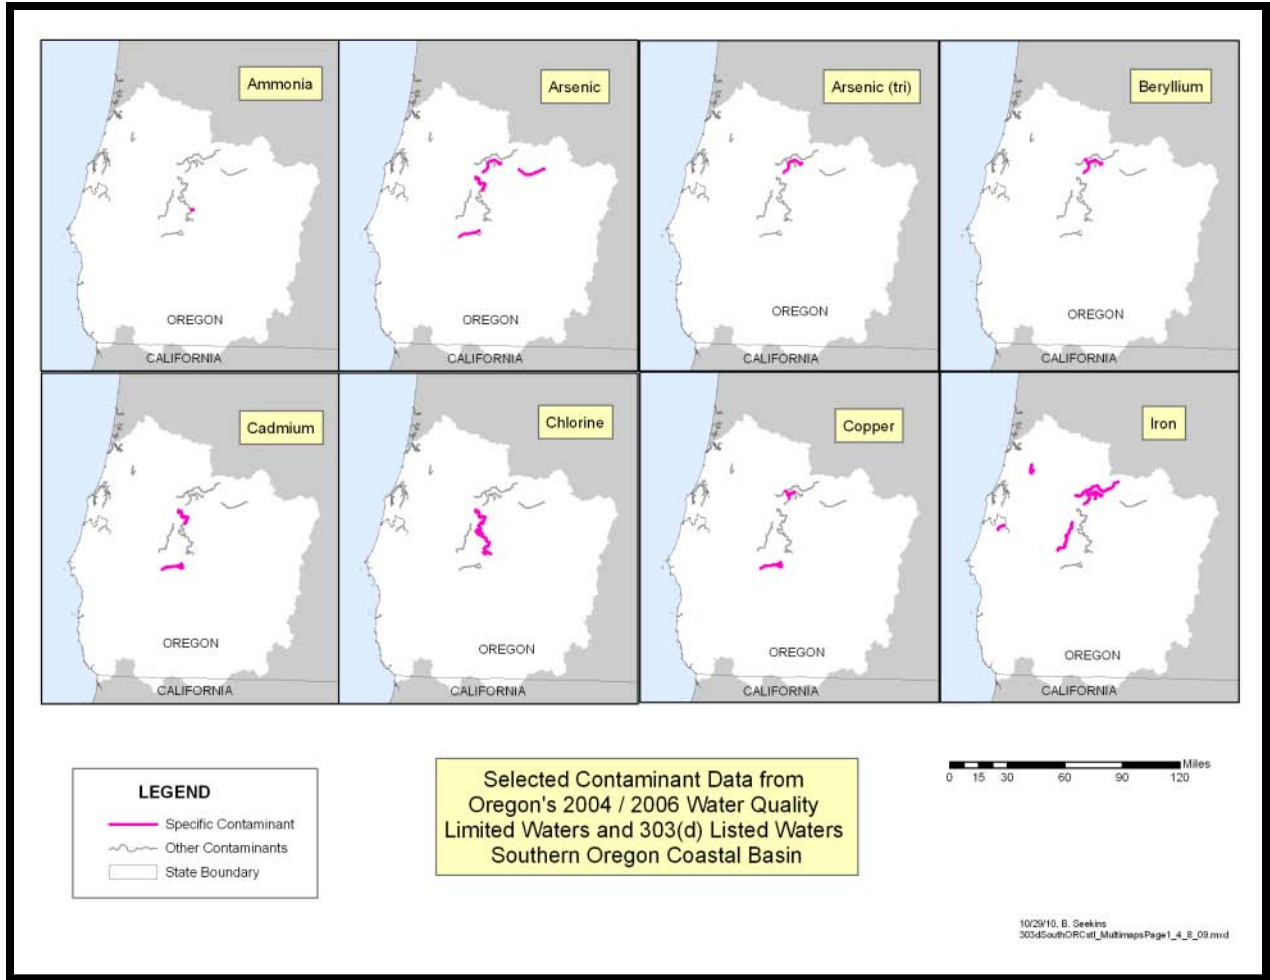 Ammonia
Arsenic
Arsenic (tri)
Beryllium
OREGON
CALIFORNIA
OREGON
CALIFORNIA
OREGON
CALIFORNIA
OREGON
CALIFORNIA
Cadmium
Chlorine
Copper
Iron
OREGON
CALIFORNIA
OREGON
CALIFORNIA
OREGON
CALIFORNIA
OREGON
CALIFORNIA
LEGEND
Specific Contaminant
Other Contaminants
State Boundary
Selected Contaminant Data from
Oregon's 2004 / 2006 Water Quality
Limited Waters and 303(d) Listed Waters
Southern Oregon Coastal Basin
Miles
0 15 30 60 90 120
10/29/10, B. Seekins
303dSouthORCstl_MultimapsPage1_4_8_09.mxd